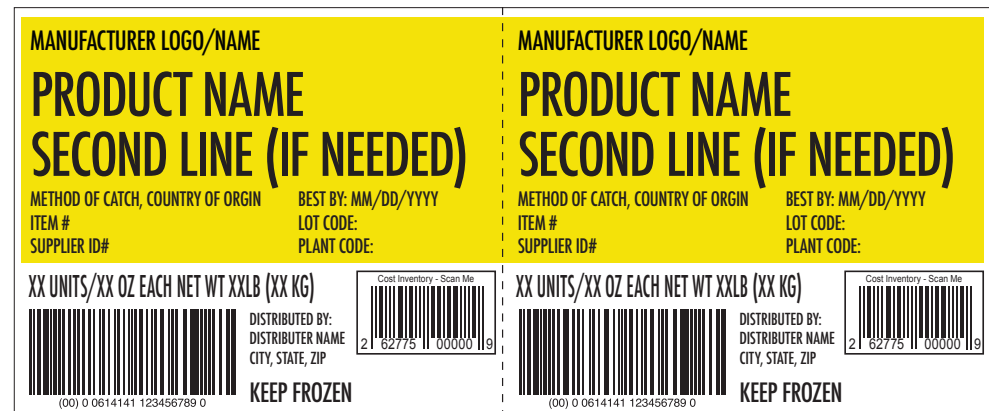 MANUFACTURER LOGO/NAME
PRODUCT NAME
SECOND LINE (IF NEEDED)
METHOD OF CATCH, COUNTRY OF ORGIN
BEST BY: MM/DD/YYYY
ITEM #
LOT CODE:
SUPPLIER ID#
PLANT CODE:
XX UNITS/XX OZ EACH NET WT XXLB (XX KG)
Cost Inventory - Scan Me
2 62775 00000 9
DISTRIBUTED BY:
DISTRIBUTER NAME
CITY, STATE, ZIP
KEEP FROZEN
(00) 0 0614141 123456789 0
MANUFACTURER LOGO/NAME
PRODUCT NAME
SECOND LINE (IF NEEDED)
METHOD OF CATCH, COUNTRY OF ORGIN
BEST BY: MM/DD/YYYY
ITEM #
LOT CODE:
SUPPLIER ID#
PLANT CODE:
XX UNITS/XX OZ EACH NET WT XXLB (XX KG)
Cost Inventory - Scan Me
2 62775 00000 9
DISTRIBUTED BY:
DISTRIBUTER NAME
CITY, STATE, ZIP
KEEP FROZEN
(00) 0 0614141 123456789 0